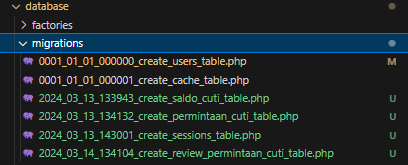 database
factories
migrations
0001_01_01_000000_create_users_table.php M
0001_01_01_000001_create_cache_table.php
2024_03_13_133943_create_saldo_cuti_table.php U
2024_03_13_134132_create_permintaan_cuti_table.php U
2024_03_13_143001_create_sessions_table.php U
2024_03_14_134104_create_review_permintaan_cuti_table.php U